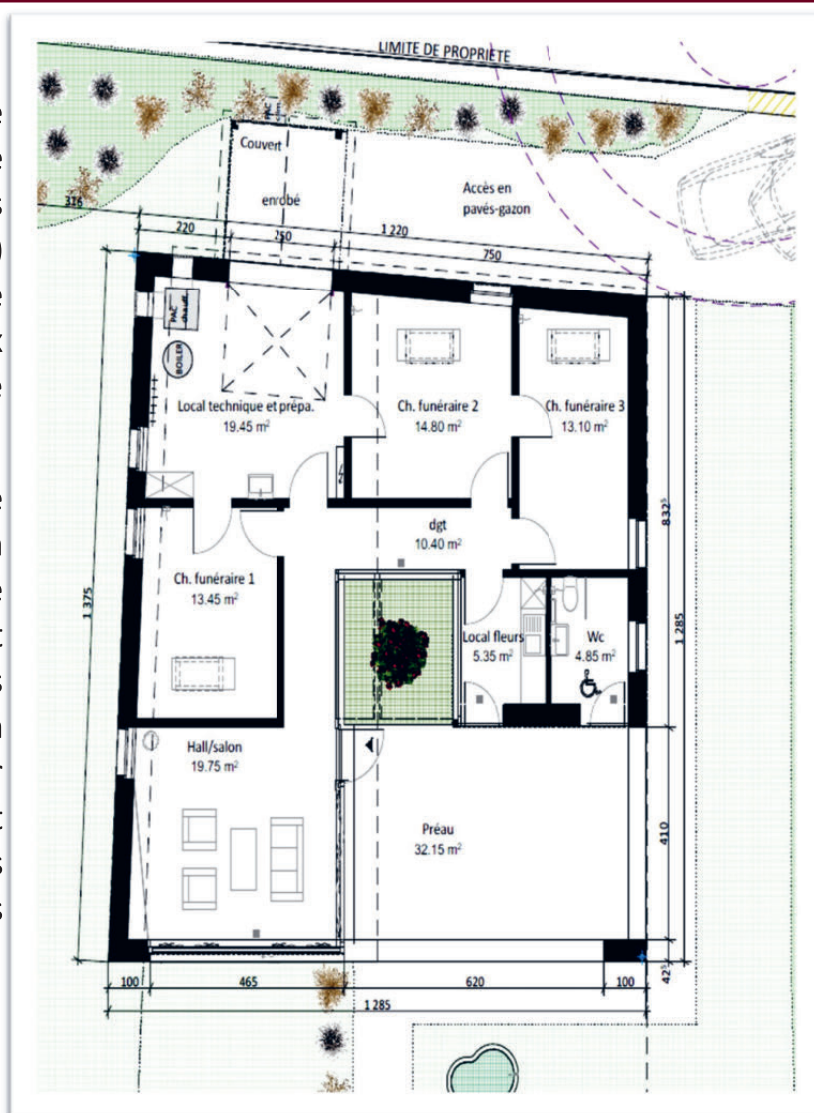 LIMITE DE PROPRIETE
PAC
Couvert
enrobé
Accès en
pavés-gazon
316
220
250
1 220
750
PAC
chauff.
BOILER
Local technique et prépa.
19.45 m²
Ch. funéraire 2
14.80 m²
Ch. funéraire 3
13.10 m²
832⁵
dgt
10.40 m²
Ch. funéraire 1
13.45 m²
1 375
1 285
Local fleurs
5.35 m²
Wc
4.85 m²
Hall/salon
19.75 m²
Préau
32.15 m²
410
42⁵
100
465
620
100
1 285